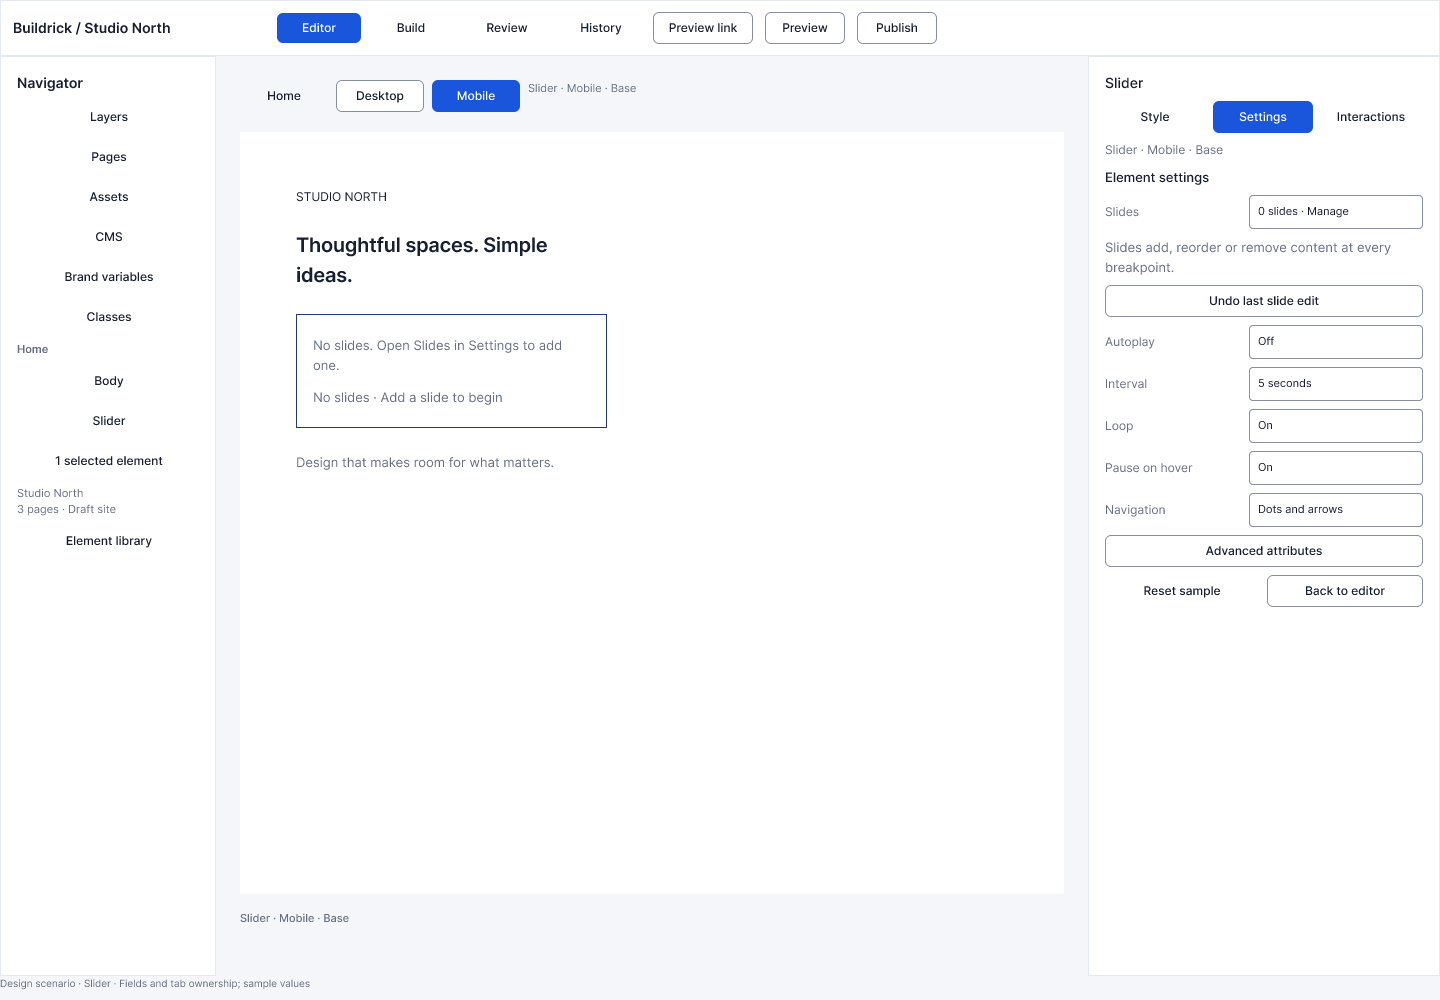 Buildrick / Studio North
Editor
Build
Review
History
Preview link
Preview
Publish
Navigator
Layers
Pages
Assets
CMS
Brand variables
Classes
Home
Body
Slider
1 selected element
Studio North
3 pages · Draft site
Element library
Home
Desktop
Mobile
Slider · Mobile · Base
STUDIO NORTH
Thoughtful spaces. Simple
ideas.
No slides. Open Slides in Settings to add
one.
No slides · Add a slide to begin
Design that makes room for what matters.
Slider · Mobile · Base
Slider
Style
Settings
Interactions
Slider · Mobile · Base
Element settings
Slides
0 slides · Manage
Slides add, reorder or remove content at every
breakpoint.
Undo last slide edit
Autoplay
Off
Interval
5 seconds
Loop
On
Pause on hover
On
Navigation
Dots and arrows
Advanced attributes
Reset sample
Back to editor
Design scenario · Slider · Fields and tab ownership; sample values